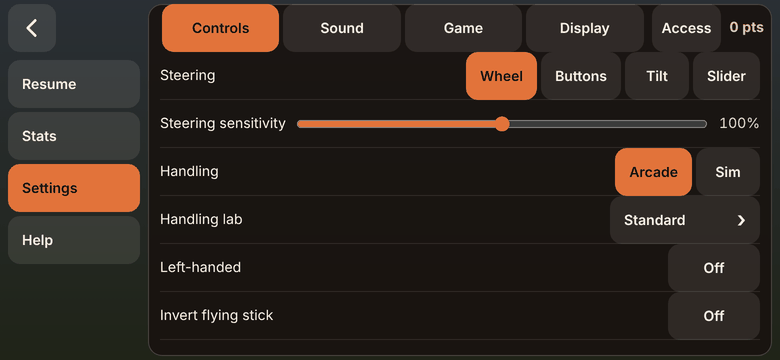 Controls Sound Game Display Access 0 pts
Resume
Stats
Settings
Help
Steering Wheel Buttons Tilt Slider
Steering sensitivity 100%
Handling Arcade Sim
Handling lab Standard
Left-handed Off
Invert flying stick Off